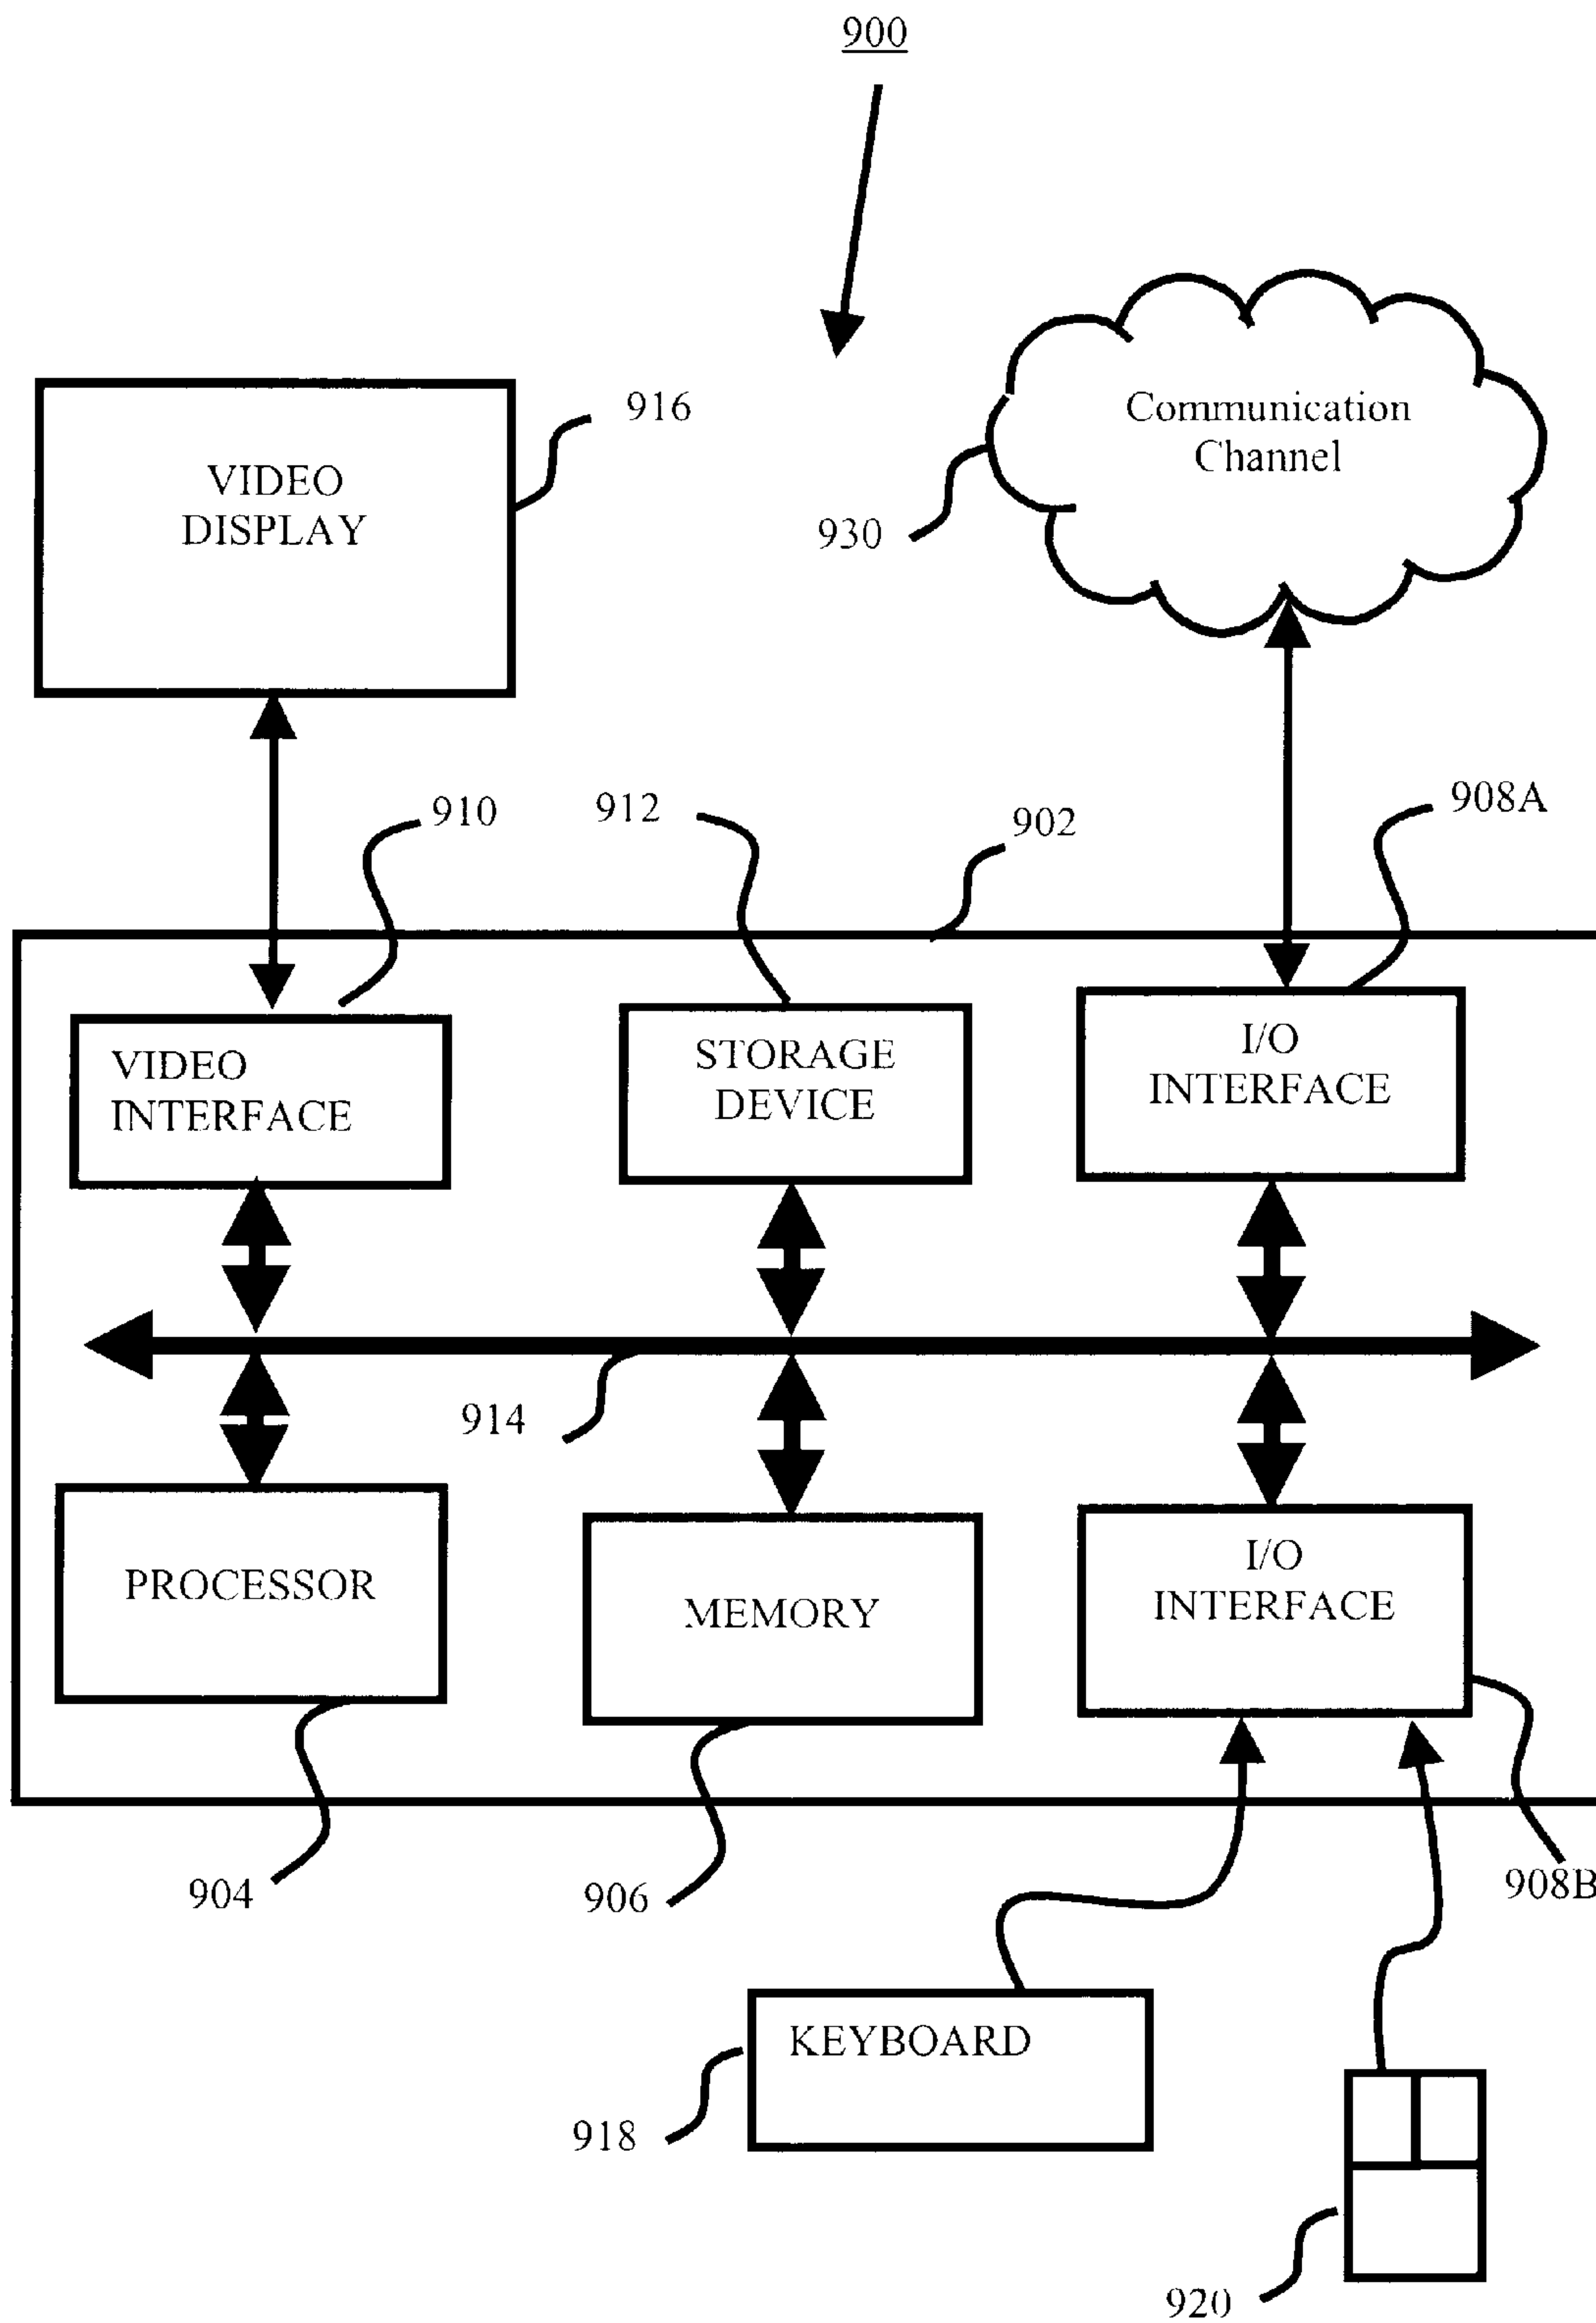 900
916
VIDEO
DISPLAY
Communication
Channel
930
910
912
902
908A
VIDEO
INTERFACE
STORAGE
DEVICE
I/O
INTERFACE
914
PROCESSOR
MEMORY
I/O
INTERFACE
904
906
908B
KEYBOARD
918
920